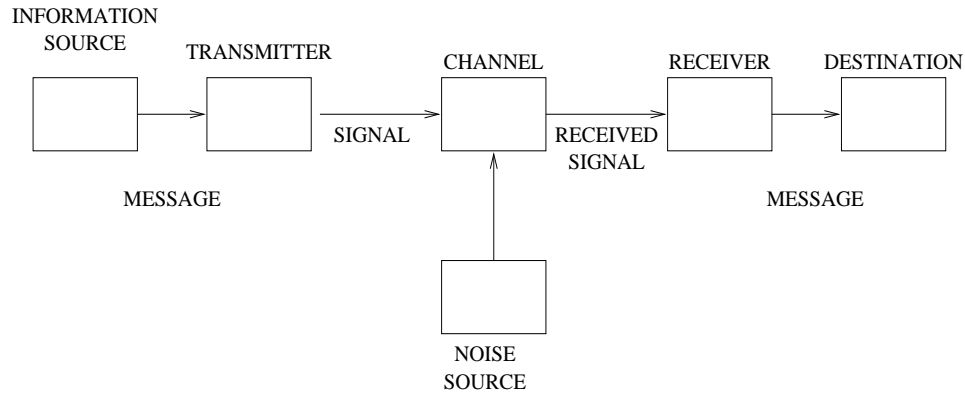 INFORMATION
SOURCE
TRANSMITTER
CHANNEL
RECEIVER
DESTINATION
SIGNAL
RECEIVED
SIGNAL
MESSAGE
MESSAGE
NOISE
SOURCE